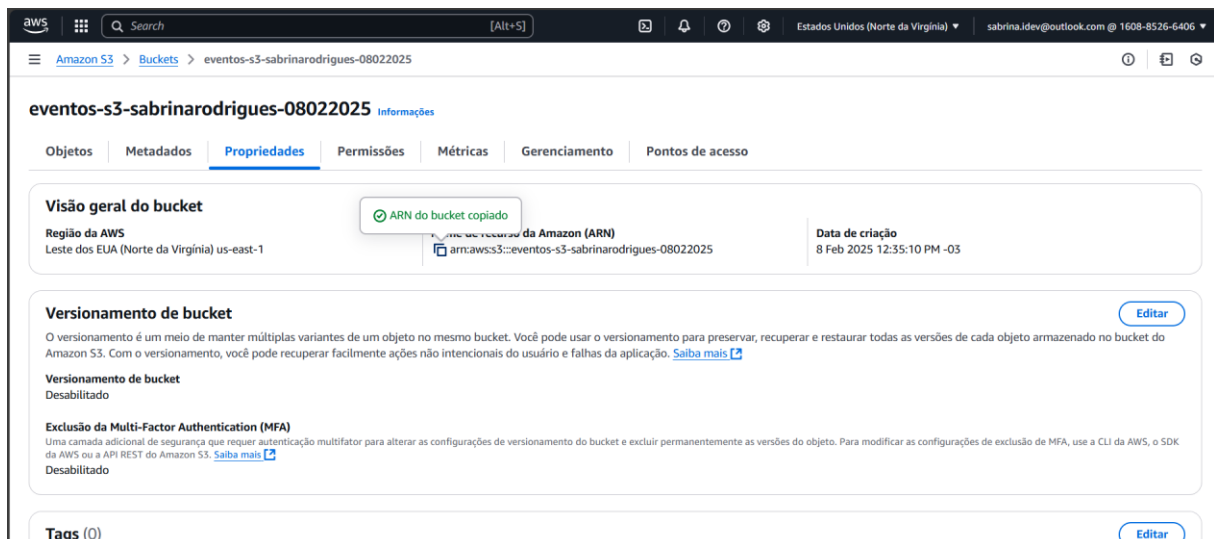 aws
Search [Alt+S] Estados Unidos (Norte da Virgínia) ▼ sabrina.idev@outlook.com @ 1608-8526-6406 ▼
Amazon S3 > Buckets > eventos-s3-sabrinarodrigues-08022025
eventos-s3-sabrinarodrigues-08022025 Informações
Objetos Metadados Propriedades Permissões Métricas Gerenciamento Pontos de acesso
Visão geral do bucket
ARN do bucket copiado
Região da AWS da Amazon (ARN) Data de criação
Leste dos EUA (Norte da Virgínia) us-east-1 arn:aws:s3:::eventos-s3-sabrinarodrigues-08022025 8 Feb 2025 12:35:10 PM -03
Versionamento de bucket Editar
O versionamento é um meio de manter múltiplas variantes de um objeto no mesmo bucket. Você pode usar o versionamento para preservar, recuperar e restaurar todas as versões de cada objeto armazenado no bucket do
Amazon S3. Com o versionamento, você pode recuperar facilmente ações não intencionais do usuário e falhas da aplicação. Saiba mais
Versionamento de bucket
Desabilitado
Exclusão da Multi-Factor Authentication (MFA)
Uma camada adicional de segurança que requer autenticação multifator para alterar as configurações de versionamento do bucket e excluir permanentemente as versões do objeto. Para modificar as configurações de exclusão de MFA, use a CLI da AWS, o SDK
da AWS ou a API REST do Amazon S3. Saiba mais
Desabilitado
Tags (0) Editar